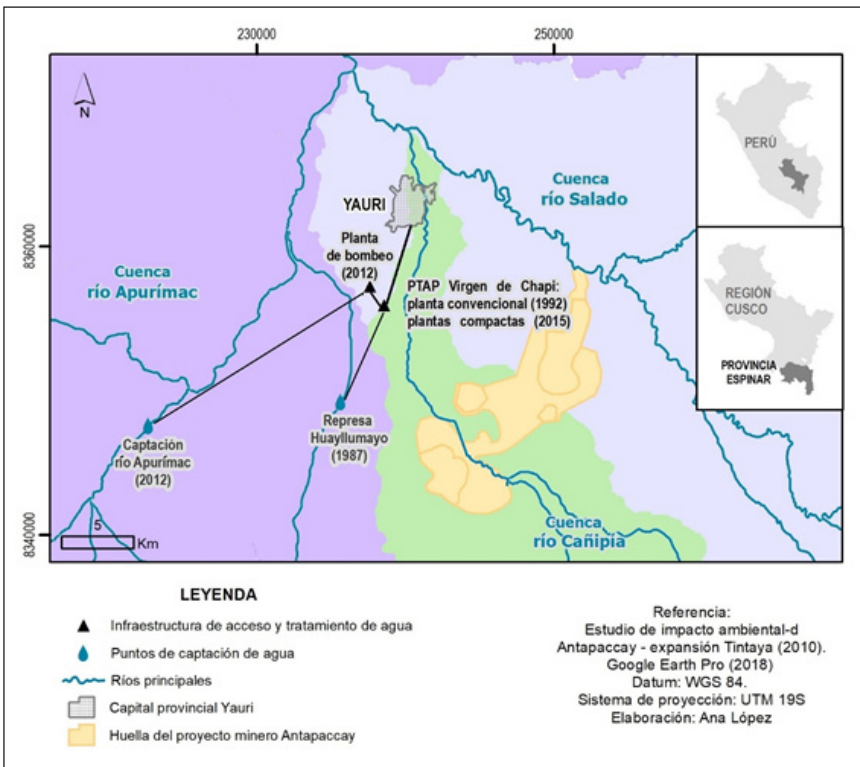 230000
250000
N
PERÚ
Cuenca
río Salado
YAURI
Planta
de bombeo
(2012)
8360000
Cuenca
río Apurímac
PTAP Virgen de Chapi:
planta convencional (1992)
plantas compactas (2015)
REGIÓN
CUSCO
PROVINCIA
ESPINAR
Captación
río Apurímac
(2012)
Represa
Huayllumayo
(1987)
Cuenca
río Cañipia
5
Km
8340000
LEYENDA
Infraestructura de acceso y tratamiento de agua
Puntos de captación de agua
Ríos principales
Capital provincial Yauri
Huella del proyecto minero Antapaccay
Referencia:
Estudio de impacto ambiental-d
Antapaccay - expansión Tintaya (2010).
Google Earth Pro (2018)
Datum: WGS 84.
Sistema de proyección: UTM 19S
Elaboración: Ana López